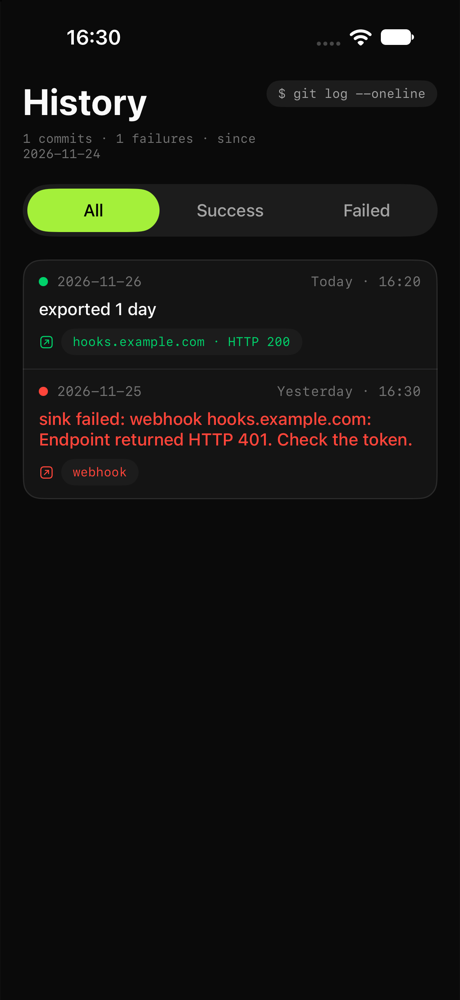 16:30
History
$ git log --oneline
1 commits · 1 failures · since
2026-11-24
All
Success
Failed
2026-11-26
Today · 16:20
exported 1 day
hooks.example.com · HTTP 200
2026-11-25
Yesterday · 16:30
sink failed: webhook hooks.example.com:
Endpoint returned HTTP 401. Check the token.
webhook